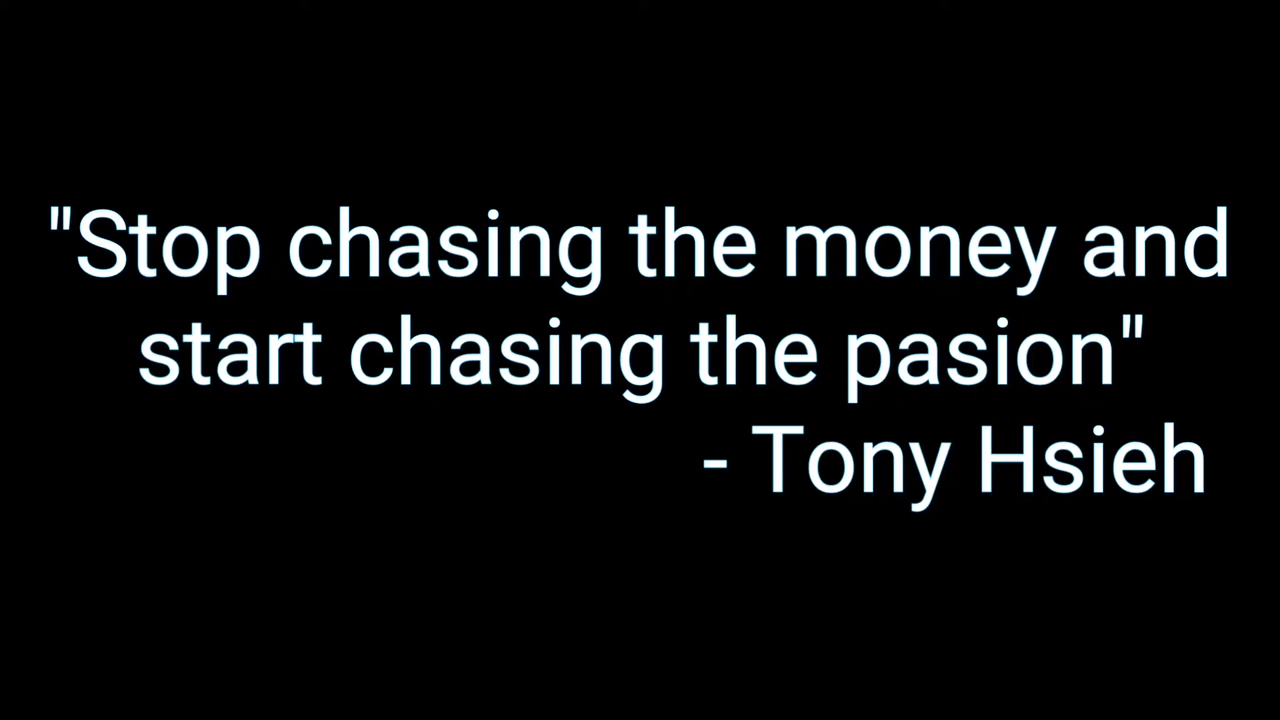 "Stop chasing the money and
start chasing the pasion"
- Tony Hsieh